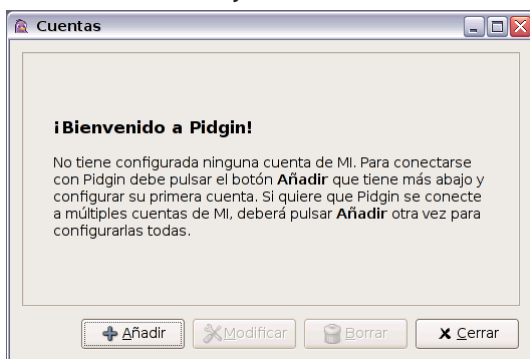 Cuentas
¡Bienvenido a Pidgin!
No tiene configurada ninguna cuenta de MI. Para conectarse
con Pidgin debe pulsar el botón Añadir que tiene más abajo y
configurar su primera cuenta. Si quiere que Pidgin se conecte
a múltiples cuentas de MI, deberá pulsar Añadir otra vez para
configurarlas todas.
Añadir Modificar Borrar Cerrar